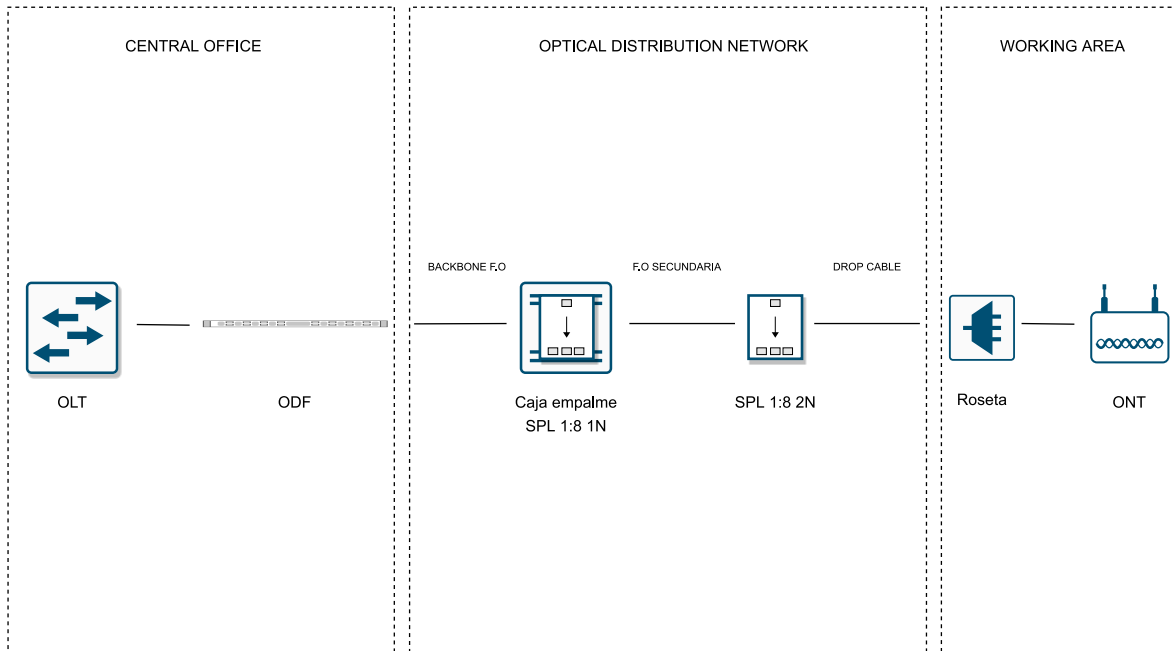 CENTRAL OFFICE
OPTICAL DISTRIBUTION NETWORK
WORKING AREA
BACKBONE F.O
F.O SECUNDARIA
DROP CABLE
OLT
ODF
Caja empalme
SPL 1:8 1N
SPL 1:8 2N
Roseta
ONT